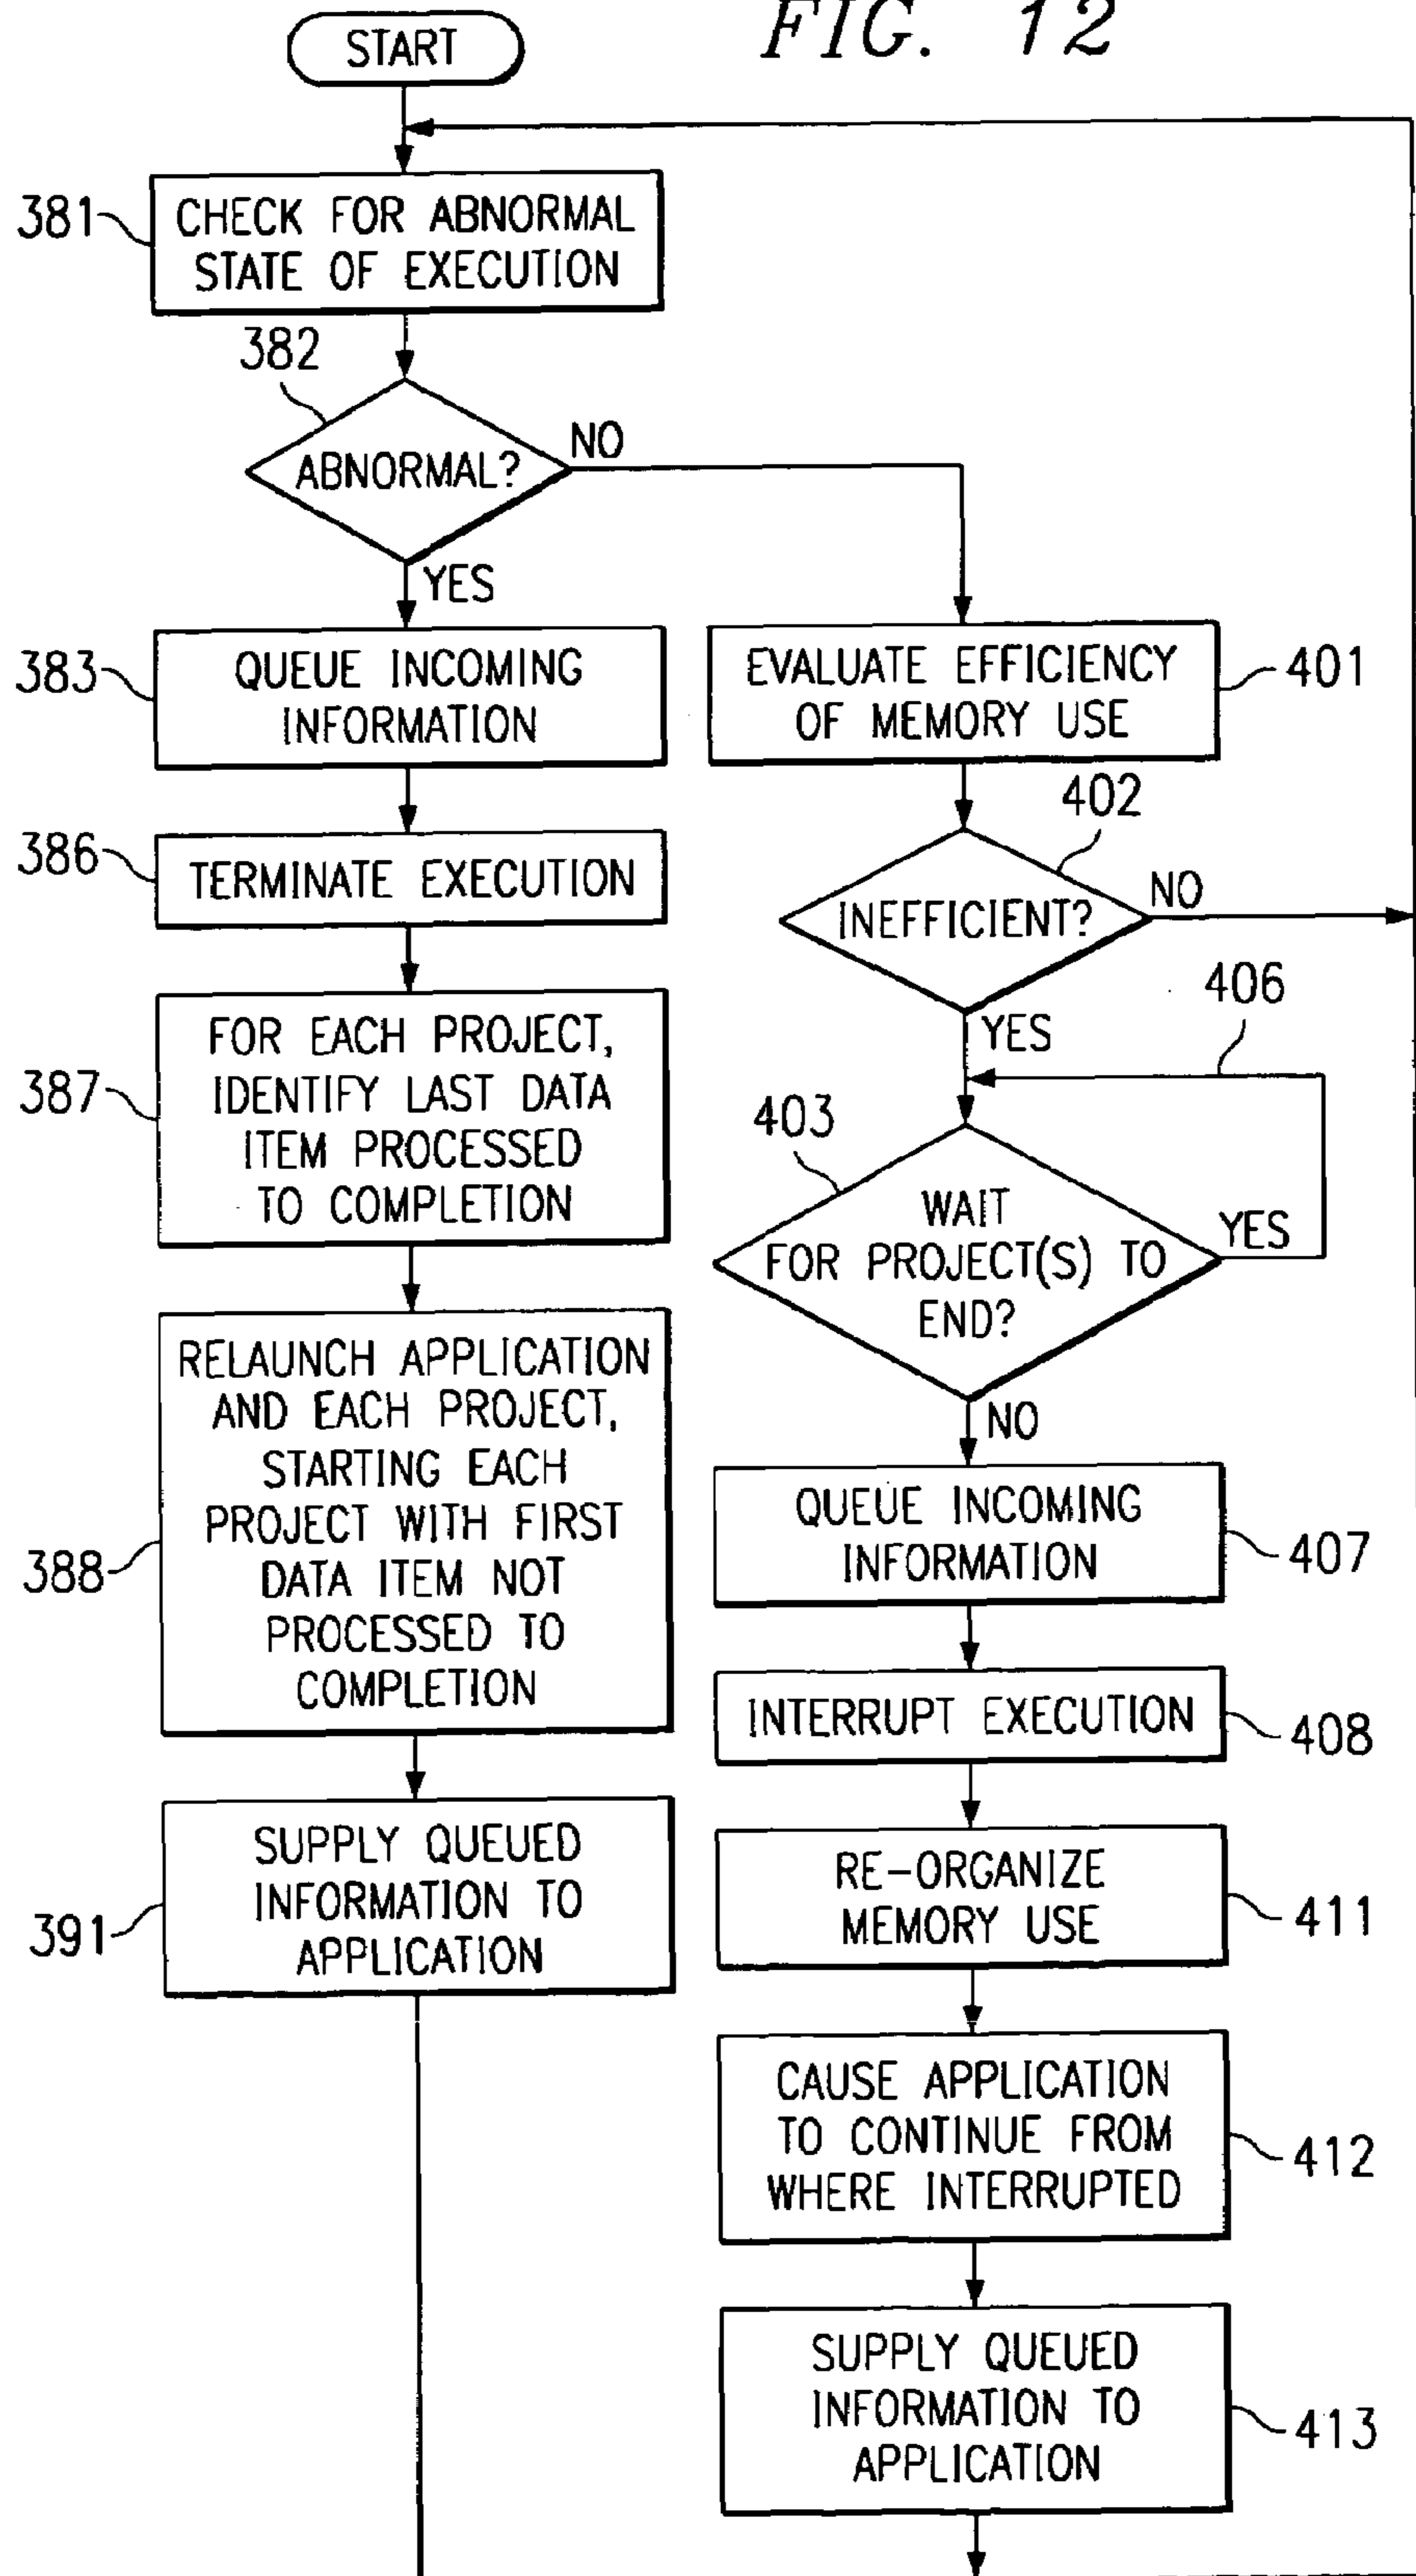 FIG. 12
START
381
CHECK FOR ABNORMAL
STATE OF EXECUTION
382
ABNORMAL?
NO
YES
383
QUEUE INCOMING
INFORMATION
386
TERMINATE EXECUTION
387
FOR EACH PROJECT,
IDENTIFY LAST DATA
ITEM PROCESSED
TO COMPLETION
388
RELAUNCH APPLICATION
AND EACH PROJECT,
STARTING EACH
PROJECT WITH FIRST
DATA ITEM NOT
PROCESSED TO
COMPLETION
391
SUPPLY QUEUED
INFORMATION TO
APPLICATION
EVALUATE EFFICIENCY
OF MEMORY USE
401
402
INEFFICIENT?
NO
YES
406
403
WAIT
FOR PROJECT(S) TO
END?
YES
NO
QUEUE INCOMING
INFORMATION
407
INTERRUPT EXECUTION
408
RE-ORGANIZE
MEMORY USE
411
CAUSE APPLICATION
TO CONTINUE FROM
WHERE INTERRUPTED
412
SUPPLY QUEUED
INFORMATION TO
APPLICATION
413